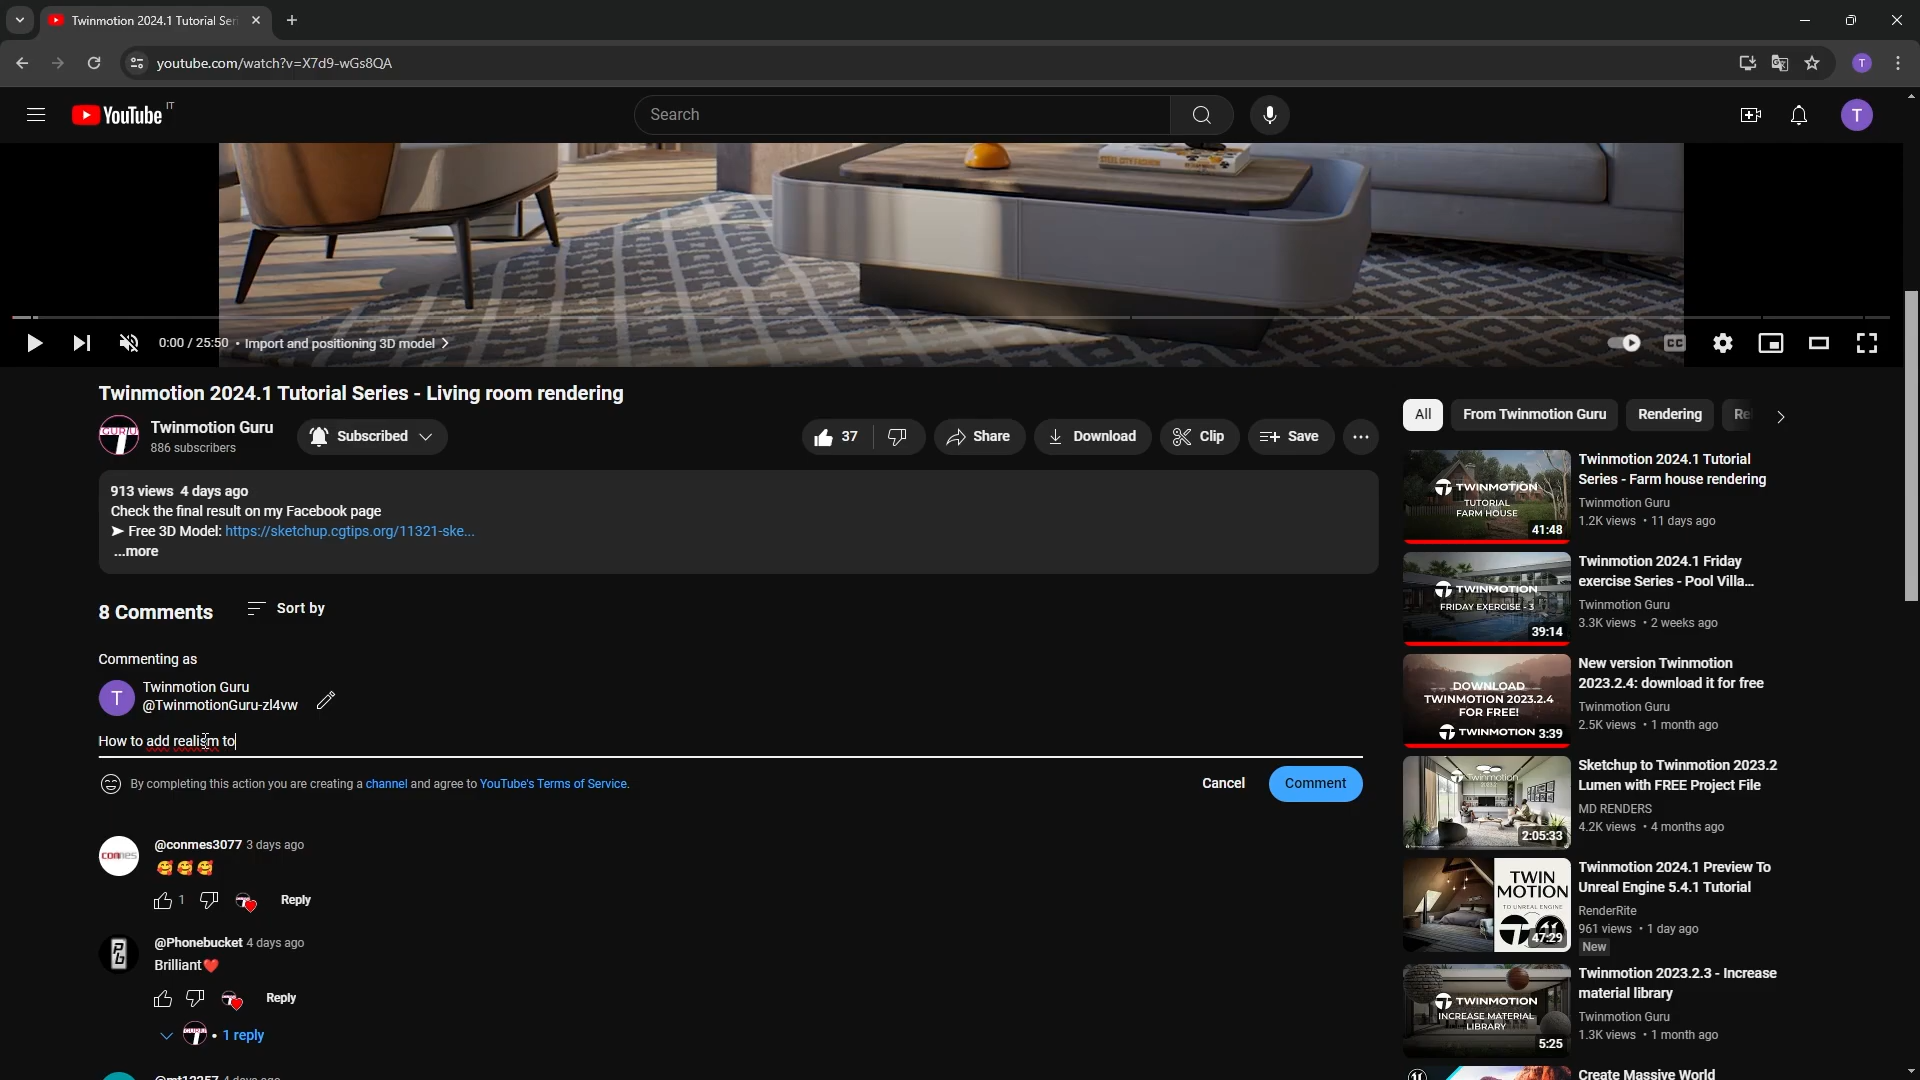 Twinmotion 2024.1 Tutorial Seri
youtube.com/watch?v=X7d9-wGs8QA
T
YouTube IT
Search
T
STEEL CITY FASHION
0:00 / 25:50 • Import and positioning 3D model
CC
Twinmotion 2024.1 Tutorial Series - Living room rendering
GURU
Twinmotion Guru
886 subscribers
Subscribed
37
Share
Download
Clip
Save
913 views 4 days ago
Check the final result on my Facebook page
➤ Free 3D Model: https://sketchup.cgtips.org/11321-ske...
...more
8 Comments
Sort by
Commenting as
T
Twinmotion Guru
@TwinmotionGuru-zl4vw
How to add realism to
By completing this action you are creating a channel and agree to YouTube's Terms of Service.
Cancel
Comment
conmes
@conmes3077 3 days ago
🥰🥰🥰
1
Reply
Pb
@Phonebucket 4 days ago
Brilliant❤️
Reply
• 1 reply
All
From Twinmotion Guru
Rendering
Re
TWINMOTION
TUTORIAL
FARM HOUSE
41:48
Twinmotion 2024.1 Tutorial
Series - Farm house rendering
Twinmotion Guru
1.2K views • 11 days ago
TWINMOTION
FRIDAY EXERCISE - 3
39:14
Twinmotion 2024.1 Friday
exercise Series - Pool Villa...
Twinmotion Guru
3.3K views • 2 weeks ago
DOWNLOAD
TWINMOTION 2023.2.4
FOR FREE!
TWINMOTION
3:39
New version Twinmotion
2023.2.4: download it for free
Twinmotion Guru
2.5K views • 1 month ago
Twinmotion
2:05:33
Sketchup to Twinmotion 2023.2
Lumen with FREE Project File
MD RENDERS
4.2K views • 4 months ago
TWIN
MOTION
TO UNREAL ENGINE
47:29
Twinmotion 2024.1 Preview To
Unreal Engine 5.4.1 Tutorial
RenderRite
961 views • 1 day ago
New
TWINMOTION
INCREASE MATERIAL
LIBRARY
5:25
Twinmotion 2023.2.3 - Increase
material library
Twinmotion Guru
1.3K views • 1 month ago
Create Massive World